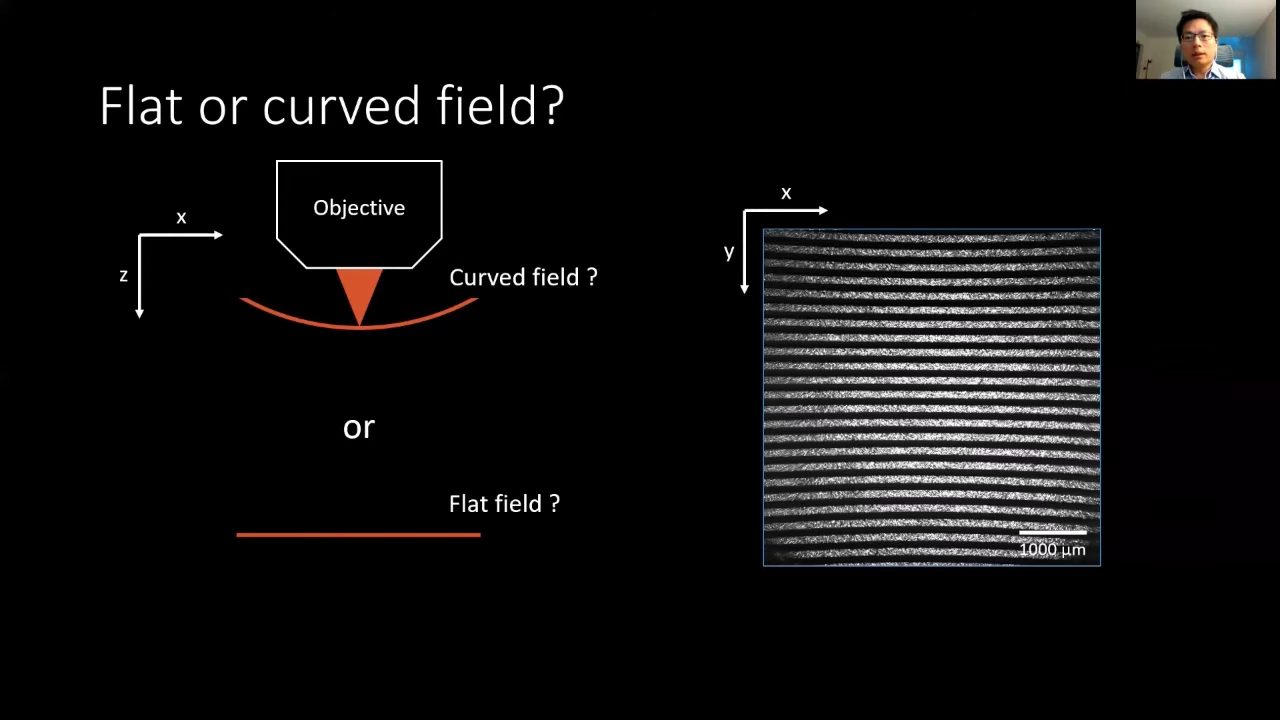 Flat or curved field?
Objective
x
z
Curved field ?
or
Flat field ?
x
y
1000 µm